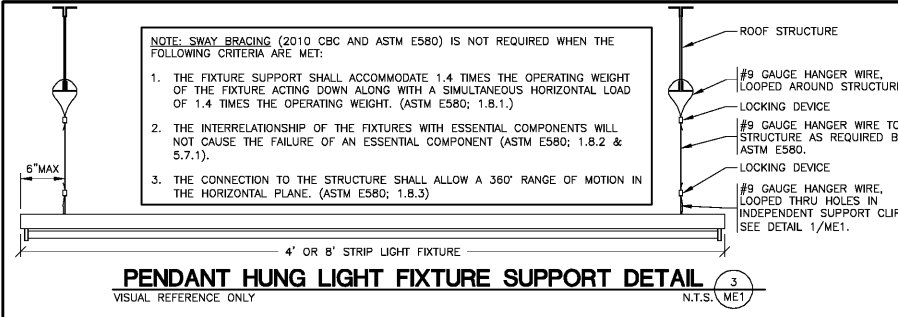 NOTE: SWAY BRACING (2010 CBC AND ASTM E580) IS NOT REQUIRED WHEN THE
FOLLOWING CRITERIA ARE MET:
1. THE FIXTURE SUPPORT SHALL ACCOMMODATE 1.4 TIMES THE OPERATING WEIGHT
OF THE FIXTURE ACTING DOWN ALONG WITH A SIMULTANEOUS HORIZONTAL LOAD
OF 1.4 TIMES THE OPERATING WEIGHT. (ASTM E580; 1.8.1.)
2. THE INTERRELATIONSHIP OF THE FIXTURES WITH ESSENTIAL COMPONENTS WILL
NOT CAUSE THE FAILURE OF AN ESSENTIAL COMPONENT (ASTM E580; 1.8.2 &
5.7.1).
3. THE CONNECTION TO THE STRUCTURE SHALL ALLOW A 360° RANGE OF MOTION IN
THE HORIZONTAL PLANE. (ASTM E580; 1.8.3)
ROOF STRUCTURE
#9 GAUGE HANGER WIRE,
LOOPED AROUND STRUCTURE
LOCKING DEVICE
#9 GAUGE HANGER WIRE TO
STRUCTURE AS REQUIRED B
ASTM E580.
LOCKING DEVICE
#9 GAUGE HANGER WIRE,
LOOPED THRU HOLES IN
INDEPENDENT SUPPORT CLIP
SEE DETAIL 1/ME1.
6"MAX
4' OR 8' STRIP LIGHT FIXTURE
PENDANT HUNG LIGHT FIXTURE SUPPORT DETAIL
VISUAL REFERENCE ONLY
N.T.S.
3
ME1